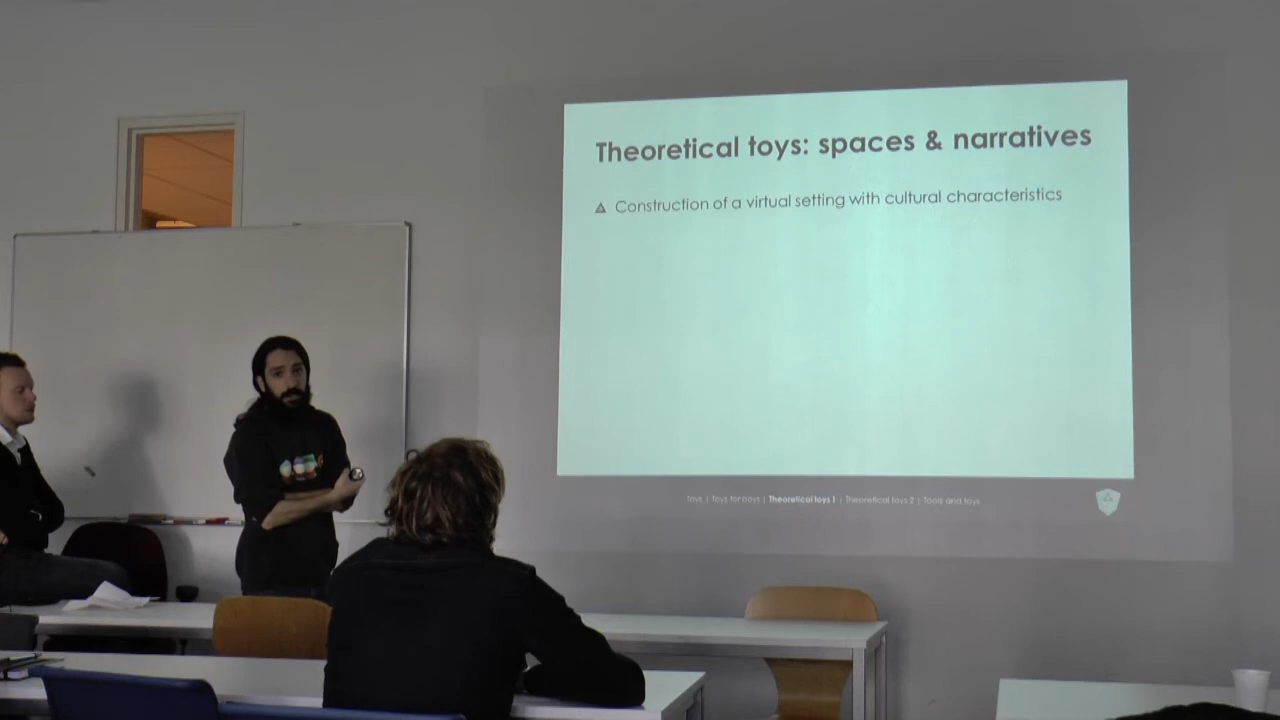 Theoretical toys: spaces & narratives
Construction of a virtual setting with cultural characteristics
Toys | Toys for boys | Theoretical toys 1 | Theoretical toys 2 | Tools and toys